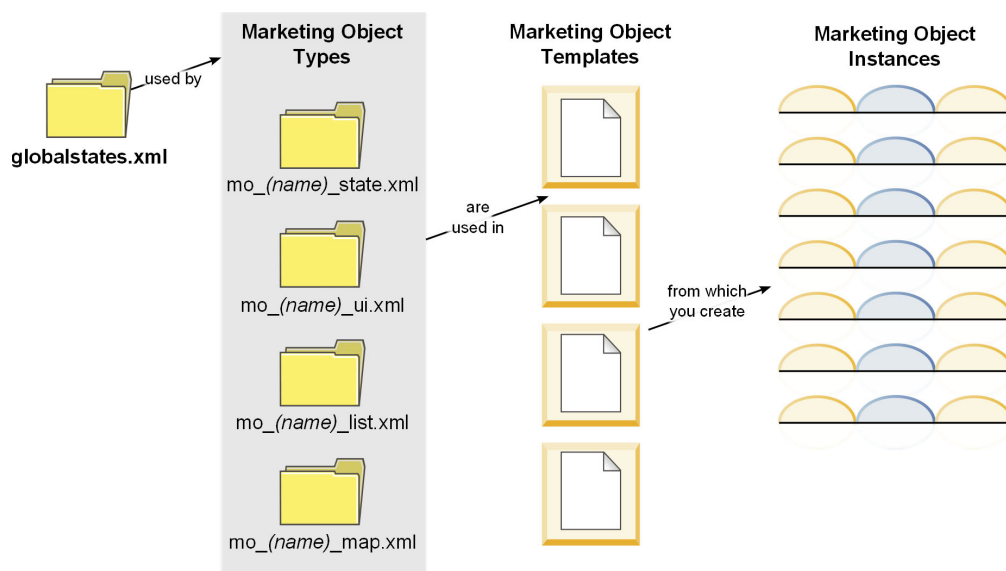 globalstates.xml
used by
Marketing Object
Types
mo_(name)_state.xml
mo_(name)_ui.xml
mo_(name)_list.xml
mo_(name)_map.xml
are
used in
Marketing Object
Templates
from which
you create
Marketing Object
Instances